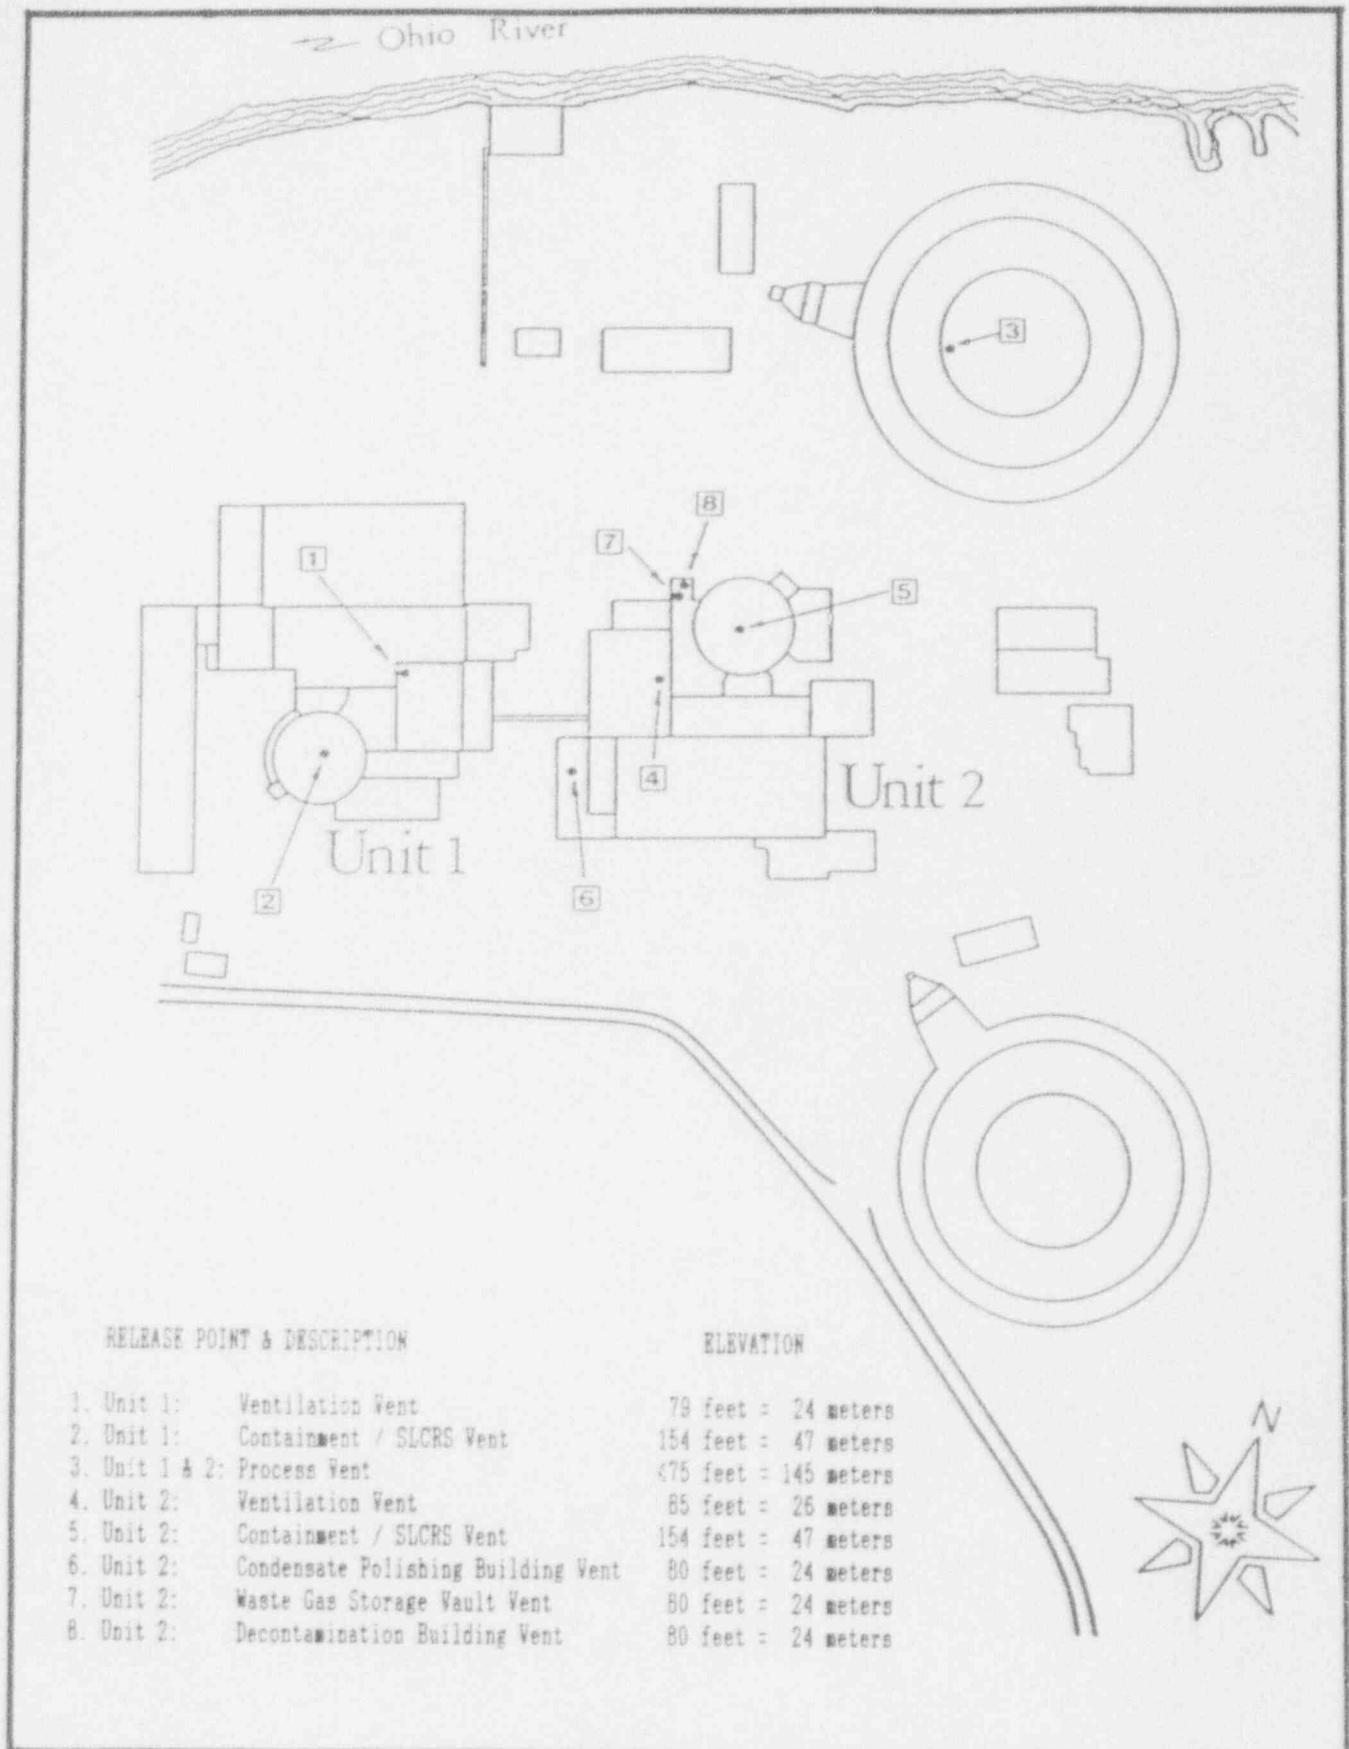 Ohio River
3
8
7
1
5
4
Unit 2
Unit 1
2
6
RELEASE POINT & DESCRIPTION ELEVATION
1. Unit 1: Ventilation Vent 79 feet = 24 meters
2. Unit 1: Containment / SLCRS Vent 154 feet = 47 meters
3. Unit 1 & 2: Process Vent 475 feet = 145 meters
4. Unit 2: Ventilation Vent 85 feet = 26 meters
5. Unit 2: Containment / SLCRS Vent 154 feet = 47 meters
6. Unit 2: Condensate Polishing Building Vent 80 feet = 24 meters
7. Unit 2: Waste Gas Storage Vault Vent 80 feet = 24 meters
8. Unit 2: Decontamination Building Vent 80 feet = 24 meters
N